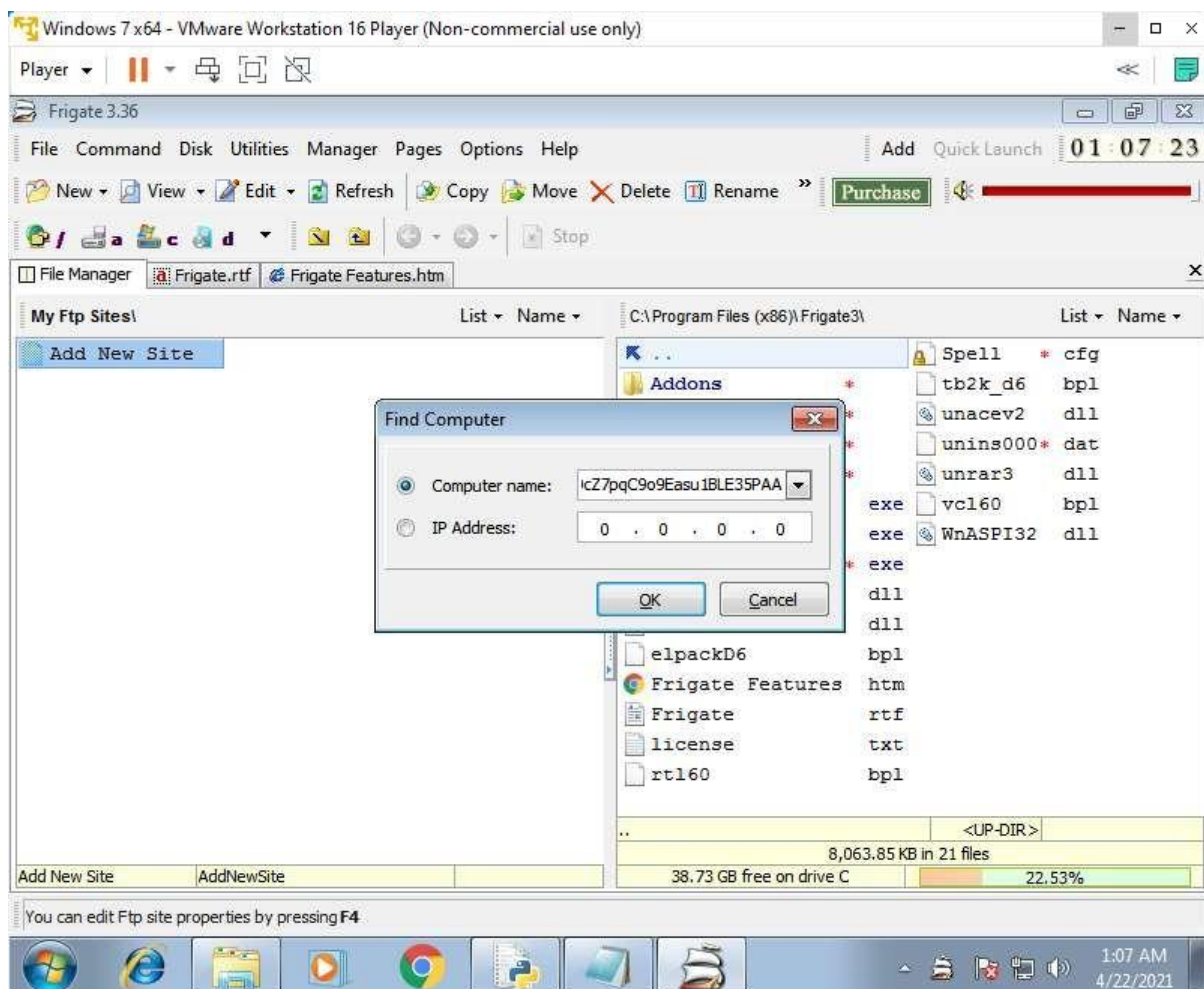 Windows 7 x64 - VMware Workstation 16 Player (Non-commercial use only)
Player
Frigate 3.36
File Command Disk Utilities Manager Pages Options Help Add Quick Launch 01:07:23
New View Edit Refresh Copy Move Delete Rename » Purchase
/ a c d Stop
File Manager Frigate.rtf Frigate Features.htm
My Ftp Sites\ List Name C:\Program Files (x86)\Frigate3\ List Name
Add New Site .. Spell * cfg
Addons * tb2k_d6 bpl
Find Computer * unacev2 dll
* unins000* dat
Computer name: cZ7pqC9o9Easu1BLE35PAA * unrar3 dll
exe vcl60 bpl
IP Address: 0 . 0 . 0 . 0 exe WnASPI32 dll
* exe
OK Cancel dll
dll
elpackD6 bpl
Frigate Features htm
Frigate rtf
license txt
rtl60 bpl
.. <UP-DIR>
8,063.85 KB in 21 files
Add New Site AddNewSite 38.73 GB free on drive C 22.53%
You can edit Ftp site properties by pressing F4
1:07 AM
4/22/2021